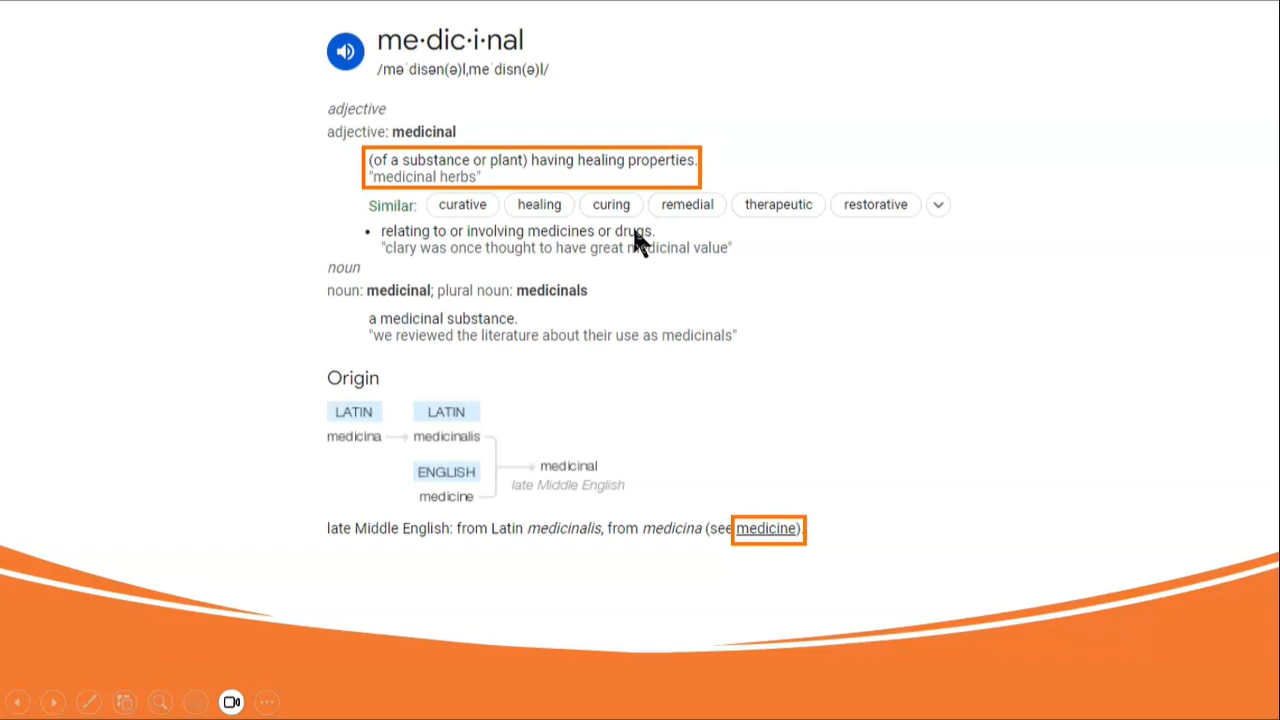 me·dic·i·nal
/məˈdisən(ə)l,meˈdisn(ə)l/
adjective
adjective: medicinal
(of a substance or plant) having healing properties.
"medicinal herbs"
Similar: curative healing curing remedial therapeutic restorative
• relating to or involving medicines or drugs.
"clary was once thought to have great medicinal value"
noun
noun: medicinal; plural noun: medicinals
a medicinal substance.
"we reviewed the literature about their use as medicinals"
Origin
LATIN LATIN
medicina medicinalis
medicinal
ENGLISH
late Middle English
medicine
late Middle English: from Latin medicinalis, from medicina (see medicine).